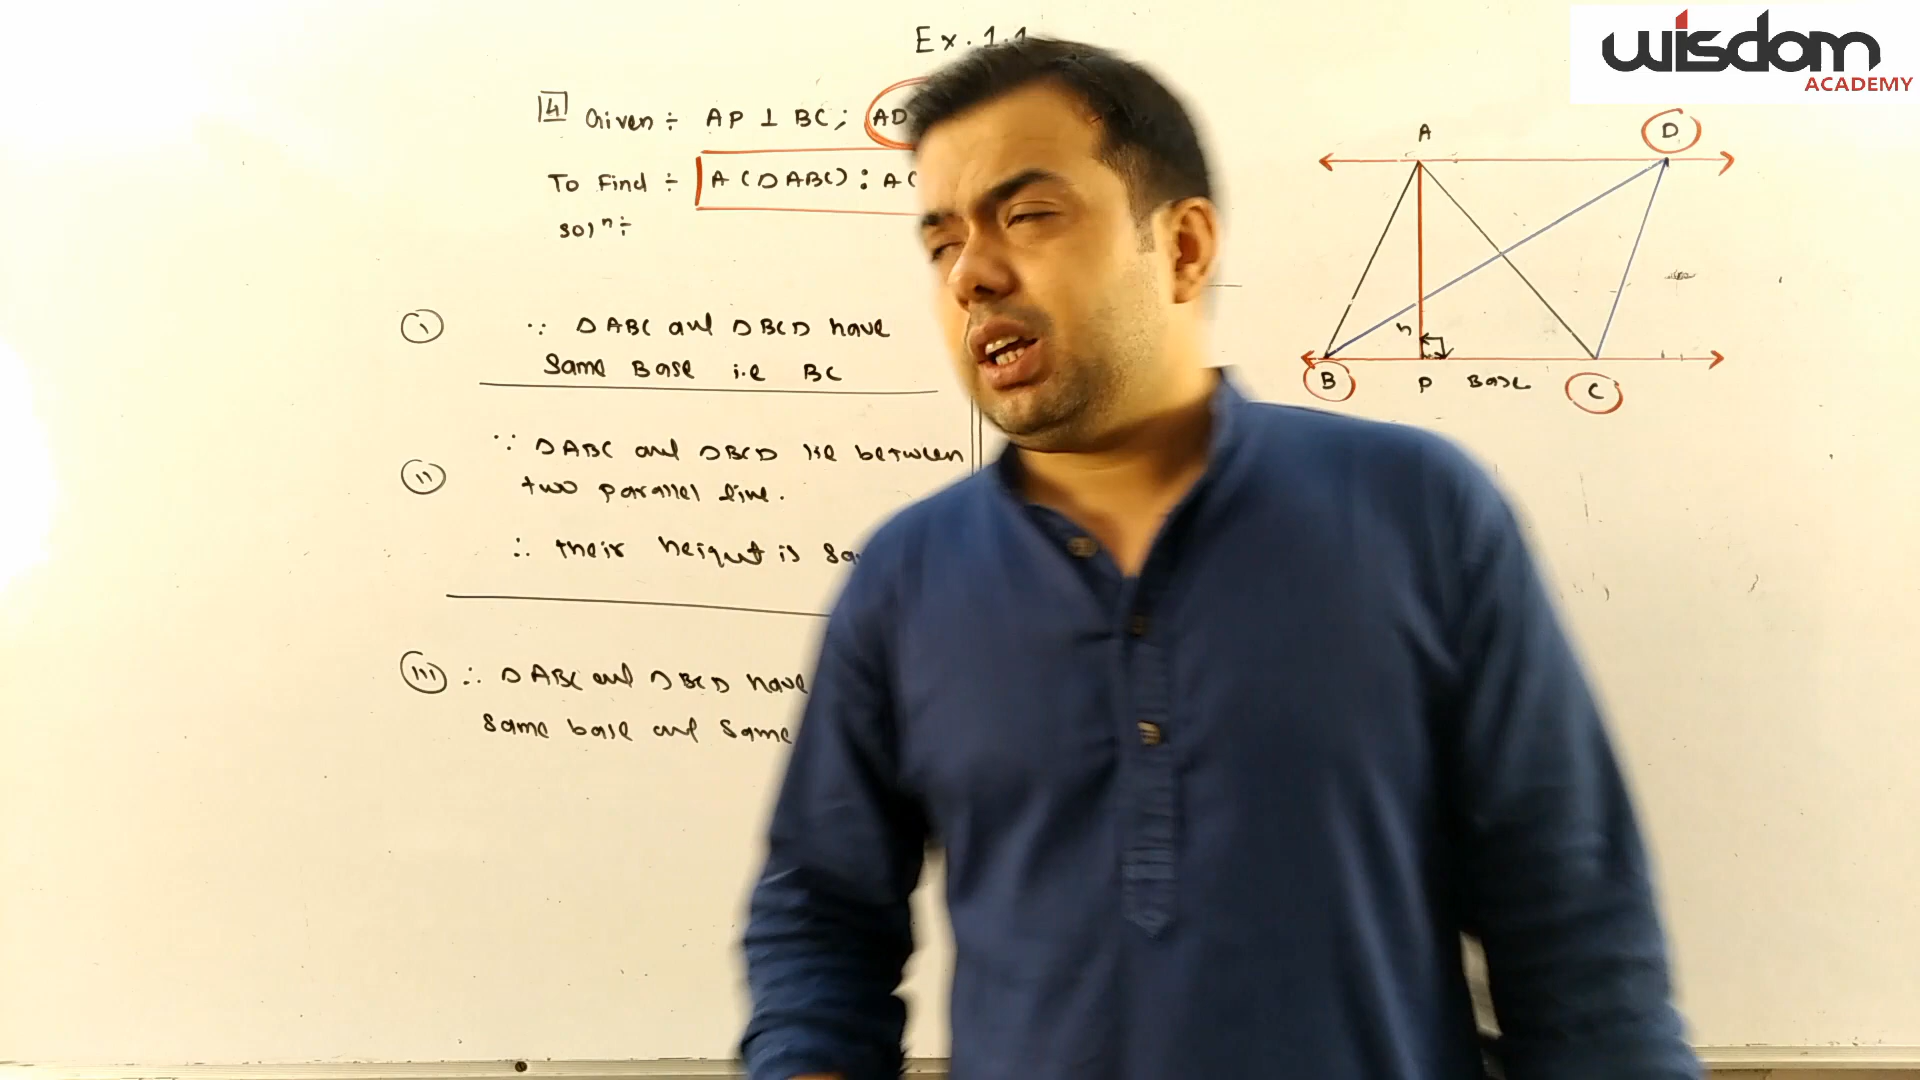 wisdom
ACADEMY
Ex. 1.1
4 Given ÷ AP ⊥ BC ; AD
To Find ÷ A (∆ABC) : A (
solⁿ ÷
A
D
h
B
P
Base
C
(i) ∵ ∆ABC and ∆BCD have
same Base i.e BC
(ii) ∵ ∆ABC and ∆BCD lie between
two parallel line.
∴ their height is
(iii) ∴ ∆ABC and ∆BCD have
same base and same